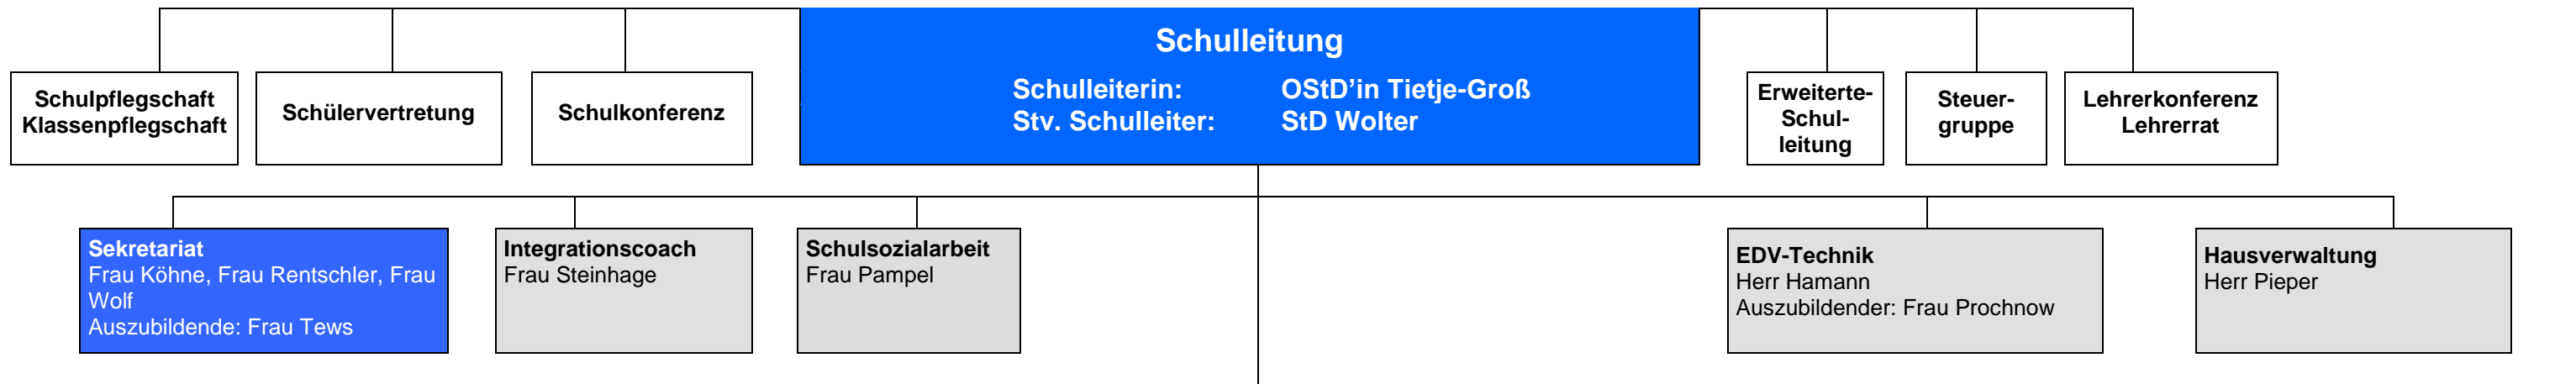 Schulleitung
Schulleiterin: OStD’in Tietje-Groß
Stv. Schulleiter: StD Wolter
Schulpflegschaft
Klassenpflegschaft
Schülervertretung
Schulkonferenz
Erweiterte-
Schul-
leitung
Steuer-
gruppe
Lehrerkonferenz
Lehrerrat
Sekretariat
Frau Köhne, Frau Rentschler, Frau
Wolf
Auszubildende: Frau Tews
Integrationscoach
Frau Steinhage
Schulsozialarbeit
Frau Pampel
EDV-Technik
Herr Hamann
Auszubildender: Frau Prochnow
Hausverwaltung
Herr Pieper